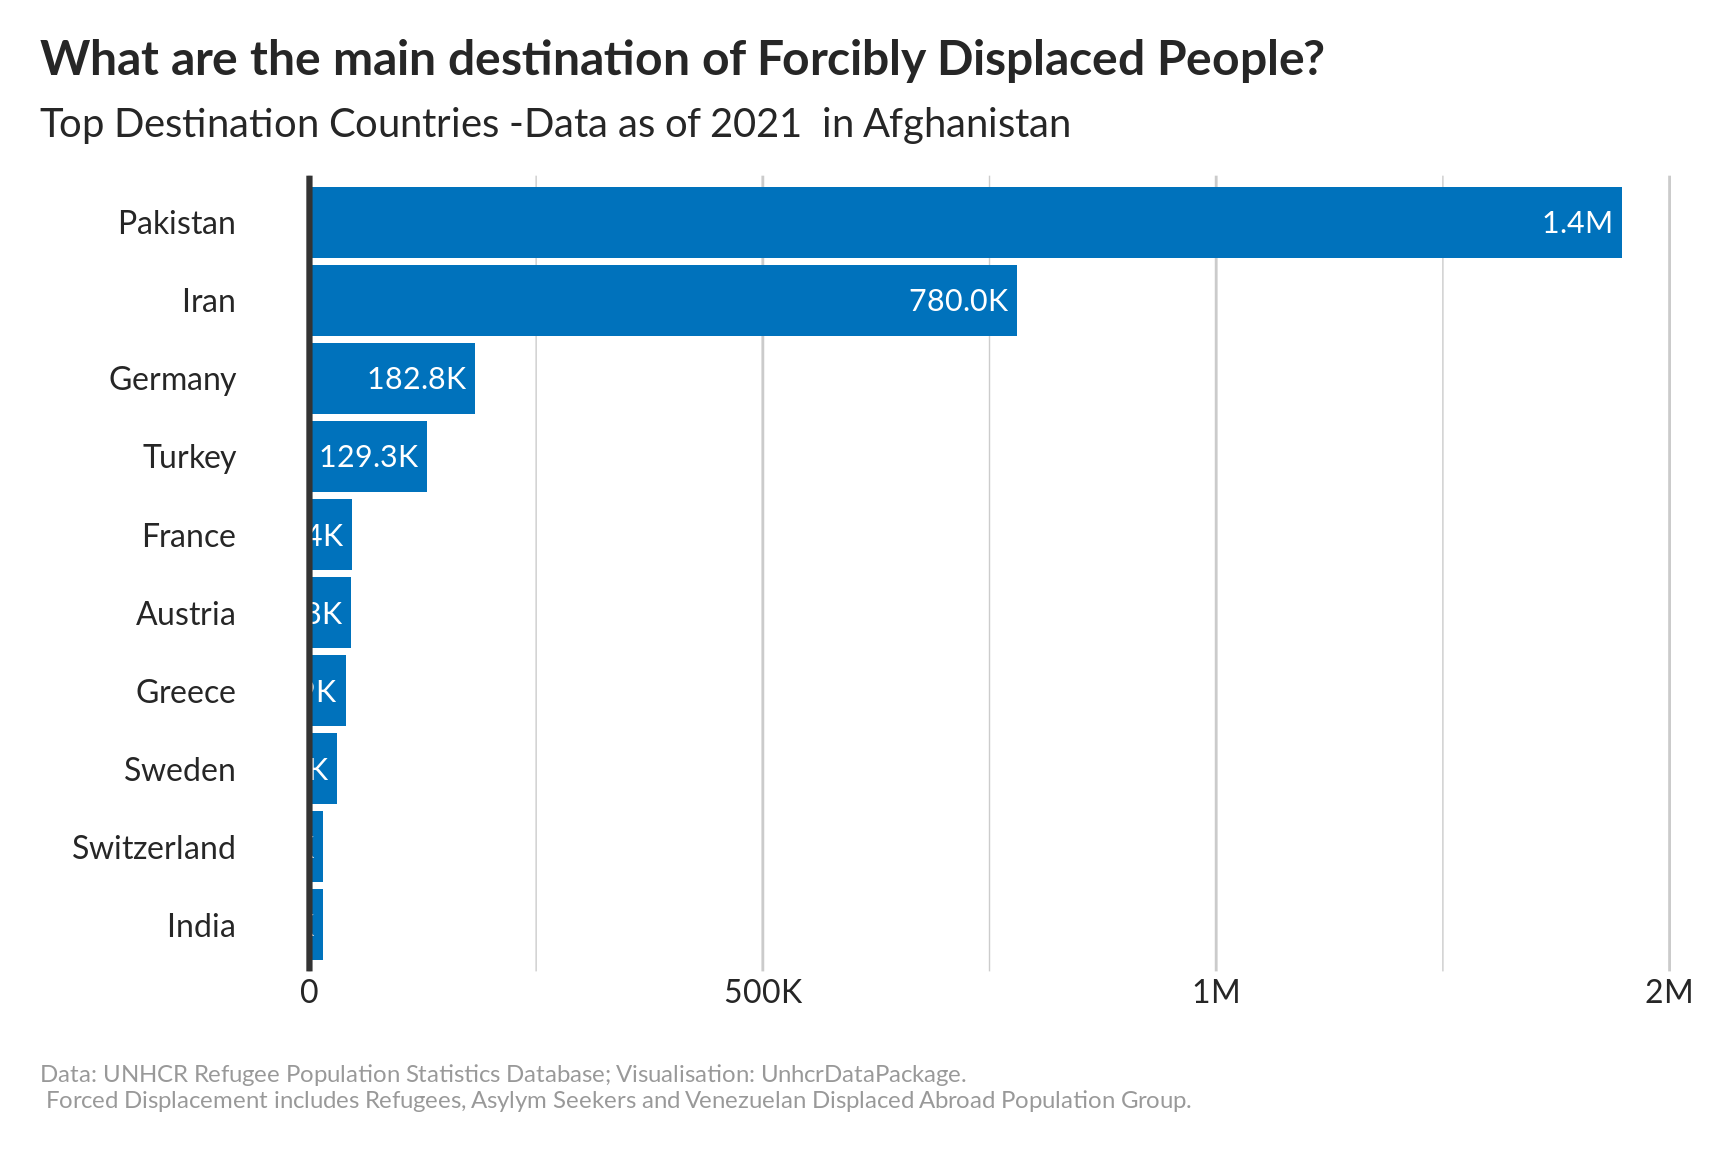 What are the main destination of Forcibly Displaced People?
Top Destination Countries -Data as of 2021  in Afghanistan
Pakistan 1.4M
Iran 780.0K
Germany 182.8K
Turkey 129.3K
France 4K
Austria 3K
Greece K
Sweden K
Switzerland
India
0 500K 1M 2M
Data: UNHCR Refugee Population Statistics Database; Visualisation: UnhcrDataPackage.
Forced Displacement includes Refugees, Asylym Seekers and Venezuelan Displaced Abroad Population Group.